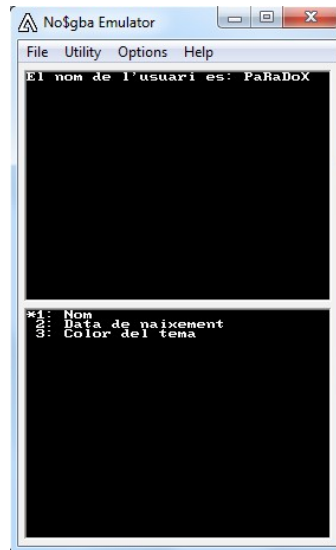 No$gba Emulator
File Utility Options Help
El nom de l'usuari es: PaRaDoX
*1: Nom
2: Data de naixement
3: Color del tema